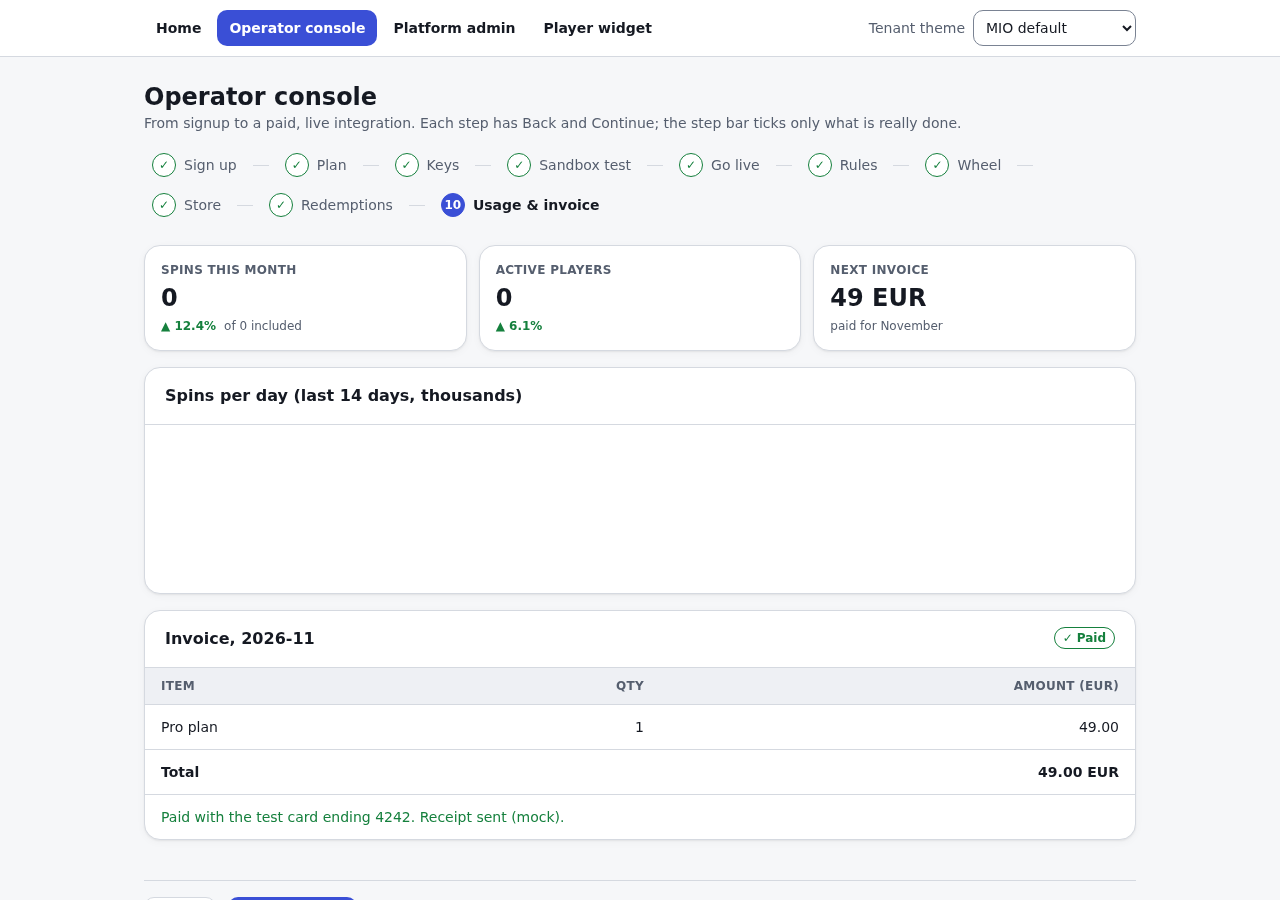 Home Operator console Platform admin Player widget Tenant theme MIO default
Operator console
From signup to a paid, live integration. Each step has Back and Continue; the step bar ticks only what is really done.
✓ Sign up ✓ Plan ✓ Keys ✓ Sandbox test ✓ Go live ✓ Rules ✓ Wheel
✓ Store ✓ Redemptions 10 Usage & invoice
SPINS THIS MONTH
0
▲ 12.4% of 0 included
ACTIVE PLAYERS
0
▲ 6.1%
NEXT INVOICE
49 EUR
paid for November
Spins per day (last 14 days, thousands)
Invoice, 2026-11 ✓ Paid
ITEM QTY AMOUNT (EUR)
Pro plan 1 49.00
Total 49.00 EUR
Paid with the test card ending 4242. Receipt sent (mock).